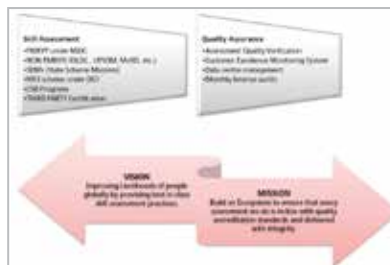 Skill Assessment
•PMKVY under NSDC
•NON PMKVY (DLDC, UPSDM, MoRD, etc.)
•SSMs (State Scheme Missions)
•RPL schemes under
•CSR Programs
•THIRD PARTY Certification
Quality Assurance
•Assessment Quality Verification
•Customer Excellence Monitoring System
•Data centre management
•Monthly Internal audits
VISION
Improving Livelihoods of people
globally by providing best in class
skill assessment practices.
MISSION
Build an Ecosystem to ensure that every
assessment we do is in line with quality
accreditation standards and delivered
with integrity.